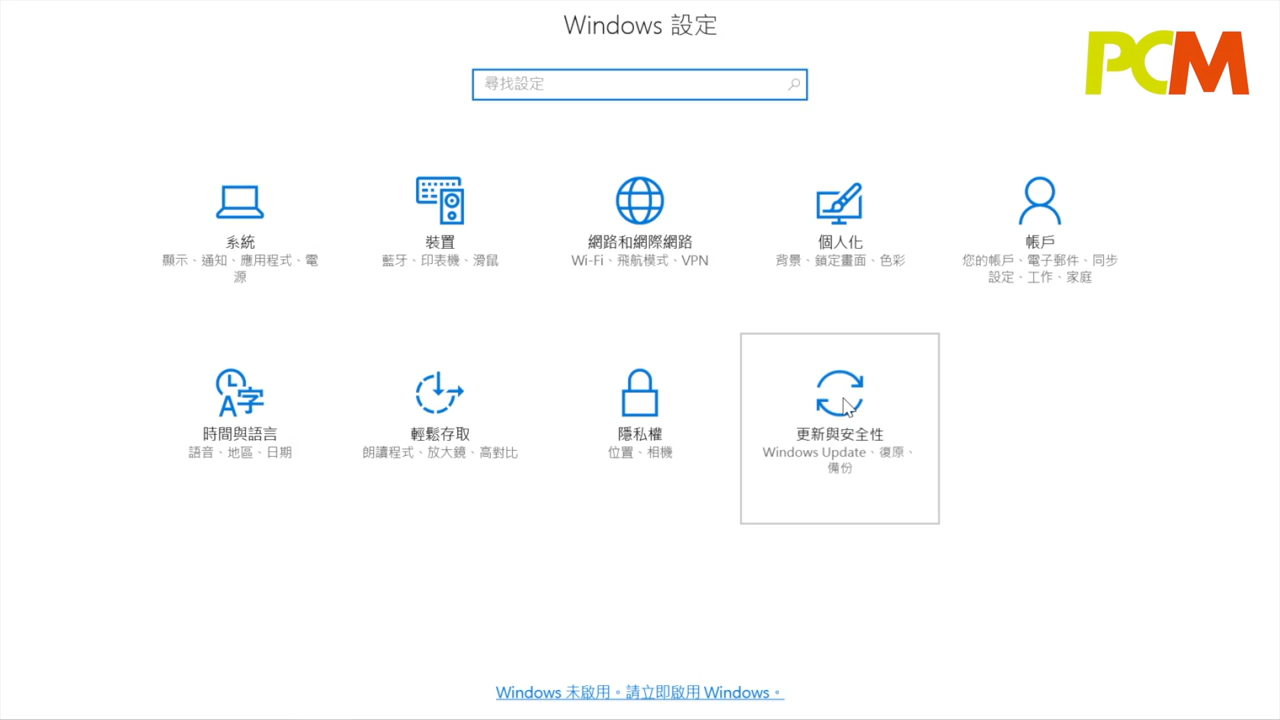 Windows 設定
PCM
尋找設定
系統
顯示、通知、應用程式、電
源
裝置
藍牙、印表機、滑鼠
網路和網際網路
Wi-Fi、飛航模式、VPN
個人化
背景、鎖定畫面、色彩
帳戶
您的帳戶、電子郵件、同步
設定、工作、家庭
時間與語言
語音、地區、日期
輕鬆存取
朗讀程式、放大鏡、高對比
隱私權
位置、相機
更新與安全性
Windows Update、復原、
備份
Windows 未啟用。請立即啟用 Windows。